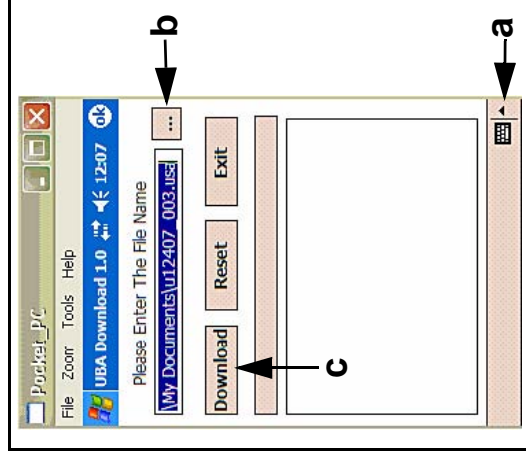 Pocket_PC
File Zoom Tools Help
UBA Download 1.0 12:07 ok
Please Enter The File Name
\My Documents\u12407_003.usa
...
b
Download Reset Exit
c
a